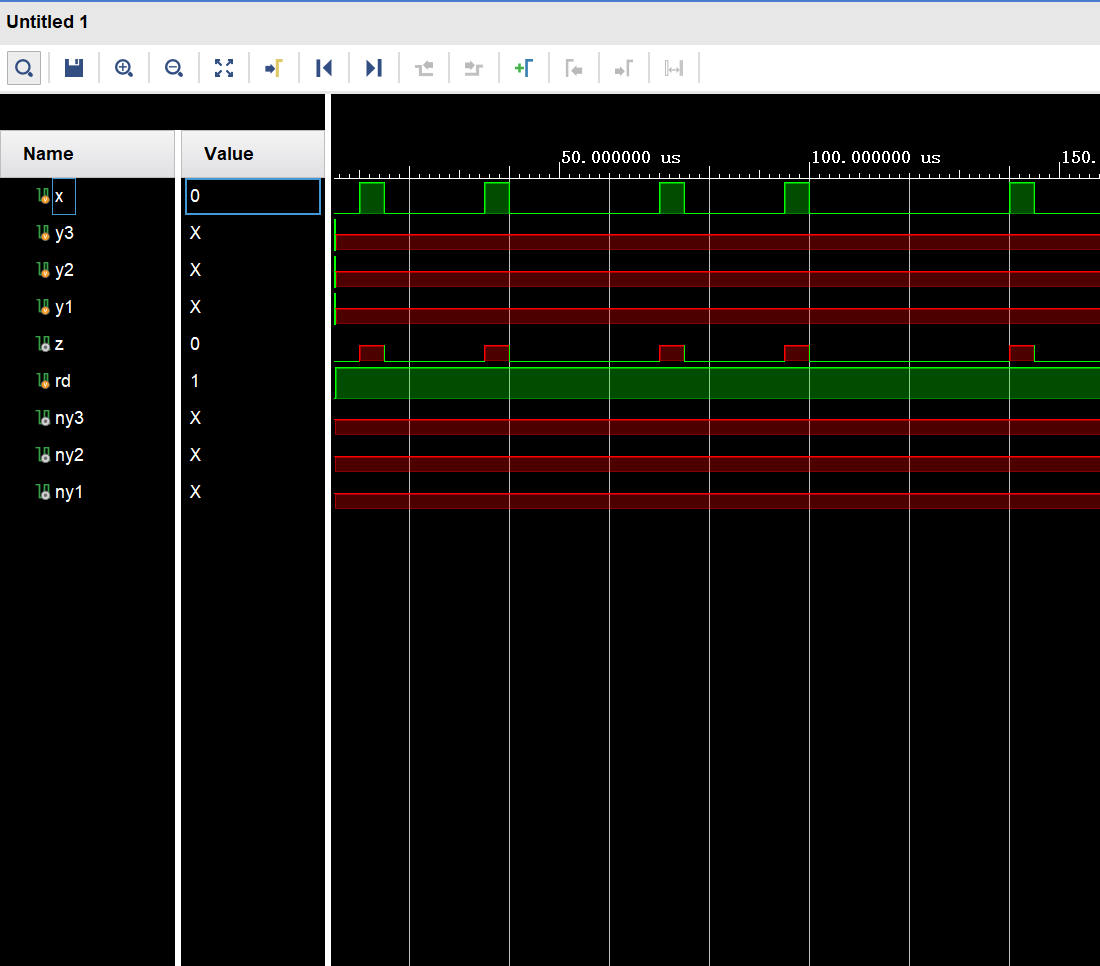 Untitled 1
Name Value
50.000000 us 100.000000 us 150.
x 0
y3 X
y2 X
y1 X
z 0
rd 1
ny3 X
ny2 X
ny1 X